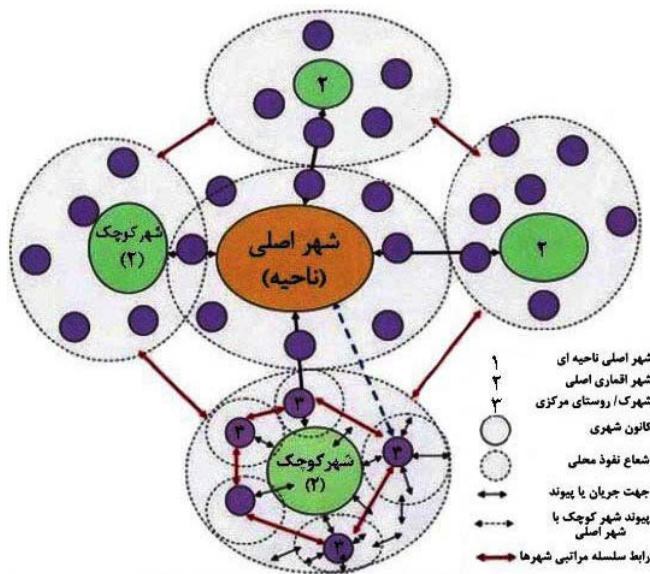 ۲
شهر کوچک
(۲)
شهر اصلی
(ناحیه)
۲
۳
۳
۳
شهر کوچک
(۲)
۳
شهر اصلی ناحیه ای ۱
شهر اقماری اصلی ۲
شهرک/ روستای مرکزی ۳
کانون شهری
شعاع نفوذ محلی
جهت جریان یا پیوند
پیوند شهر کوچک با
شهر اصلی
رابط سلسله مراتبی شهرها